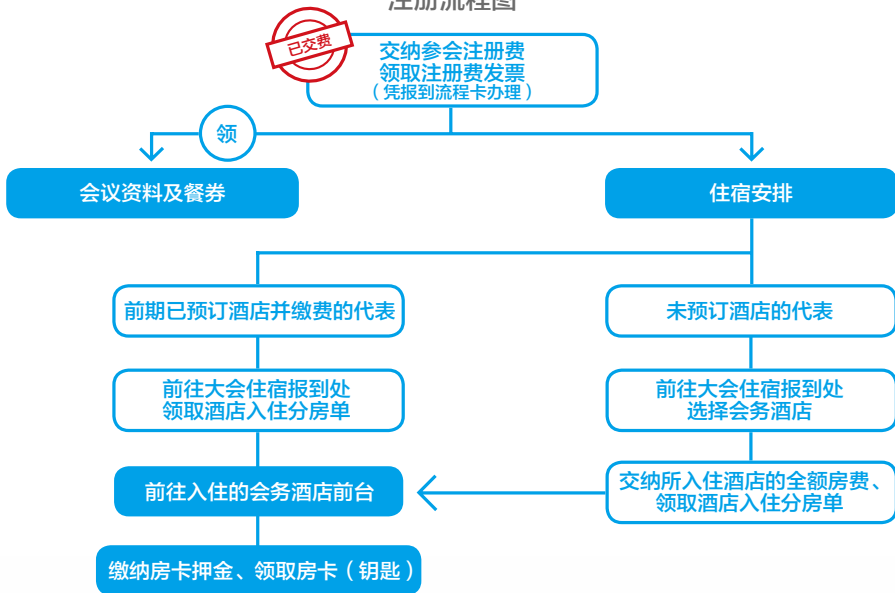 注册流程图
已交费
交纳参会注册费
领取注册费发票
（凭报到流程卡办理）
领
会议资料及餐券
住宿安排
前期已预订酒店并缴费的代表
未预订酒店的代表
前往大会住宿报到处
领取酒店入住分房单
前往大会住宿报到处
选择会务酒店
前往入住的会务酒店前台
交纳所入住酒店的全额房费、
领取酒店入住分房单
缴纳房卡押金、领取房卡（钥匙）